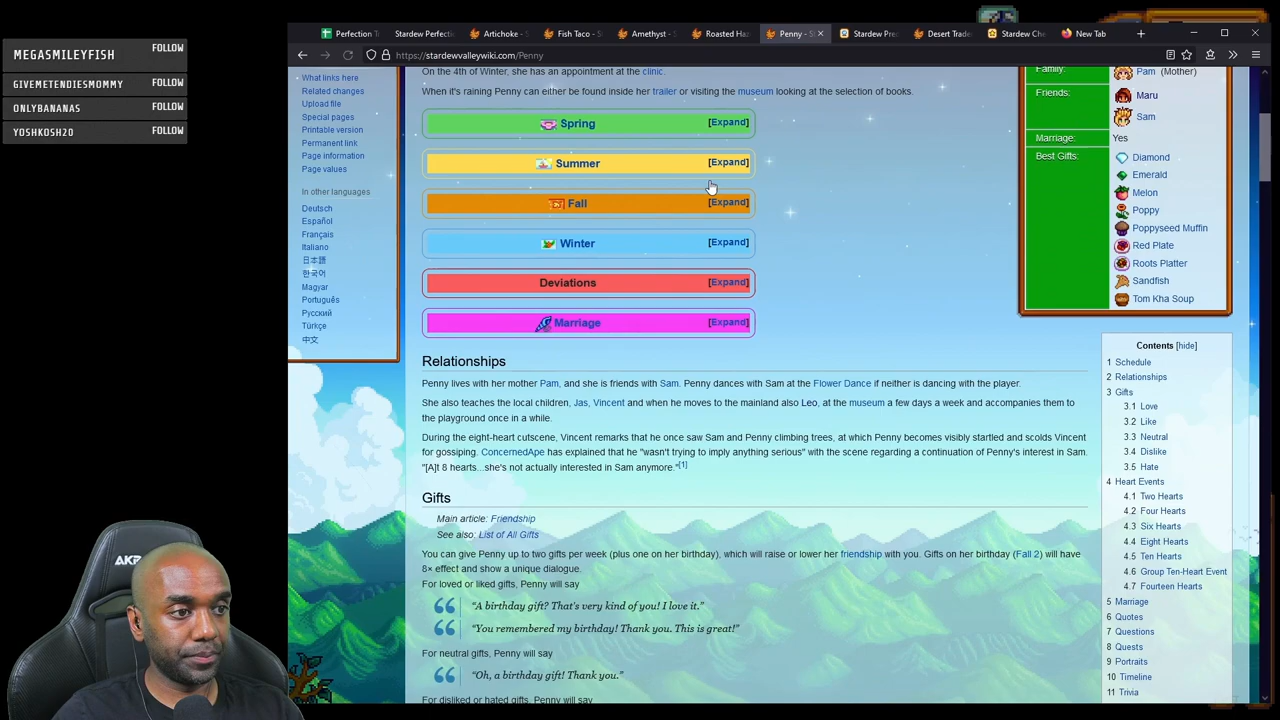 MEGASMILEYFISH FOLLOW
GIVEMETENDIESMOMMY FOLLOW
ONLYBANANAS FOLLOW
YOSHKOSH20 FOLLOW
Perfection T
Stardew Perfecti
Artichoke - S
Fish Taco - S
Amethyst - S
Roasted Haz
Penny - St
Stardew Prec
Desert Trade
Stardew Che
New Tab
https://stardewvalleywiki.com/Penny
What links here
Related changes
Upload file
Special pages
Printable version
Permanent link
Page information
Page values
In other languages
Deutsch
Español
Français
Italiano
日本語
한국어
Magyar
Português
Русский
Türkçe
中文
On the 4th of Winter, she has an appointment at the clinic.
When it's raining Penny can either be found inside her trailer or visiting the museum looking at the selection of books.
Spring [Expand]
Summer [Expand]
Fall [Expand]
Winter [Expand]
Deviations [Expand]
Marriage [Expand]
Relationships
Penny lives with her mother Pam, and she is friends with Sam. Penny dances with Sam at the Flower Dance if neither is dancing with the player.
She also teaches the local children, Jas, Vincent and when he moves to the mainland also Leo, at the museum a few days a week and accompanies them to
the playground once in a while.
During the eight-heart cutscene, Vincent remarks that he once saw Sam and Penny climbing trees, at which Penny becomes visibly startled and scolds Vincent
for gossiping. ConcernedApe has explained that he "wasn't trying to imply anything serious" with the scene regarding a continuation of Penny's interest in Sam.
"[A]t 8 hearts...she's not actually interested in Sam anymore."[1]
Gifts
Main article: Friendship
See also: List of All Gifts
You can give Penny up to two gifts per week (plus one on her birthday), which will raise or lower her friendship with you. Gifts on her birthday (Fall 2) will have
8× effect and show a unique dialogue.
For loved or liked gifts, Penny will say
“A birthday gift? That's very kind of you! I love it.”
“You remembered my birthday! Thank you. This is great!”
For neutral gifts, Penny will say
“Oh, a birthday gift! Thank you.”
For disliked or hated gifts, Penny will say
Family: Pam (Mother)
Friends: Maru
Sam
Marriage: Yes
Best Gifts: Diamond
Emerald
Melon
Poppy
Poppyseed Muffin
Red Plate
Roots Platter
Sandfish
Tom Kha Soup
Contents [hide]
1 Schedule
2 Relationships
3 Gifts
3.1 Love
3.2 Like
3.3 Neutral
3.4 Dislike
3.5 Hate
4 Heart Events
4.1 Two Hearts
4.2 Four Hearts
4.3 Six Hearts
4.4 Eight Hearts
4.5 Ten Hearts
4.6 Group Ten-Heart Event
4.7 Fourteen Hearts
5 Marriage
6 Quotes
7 Questions
8 Quests
9 Portraits
10 Timeline
11 Trivia